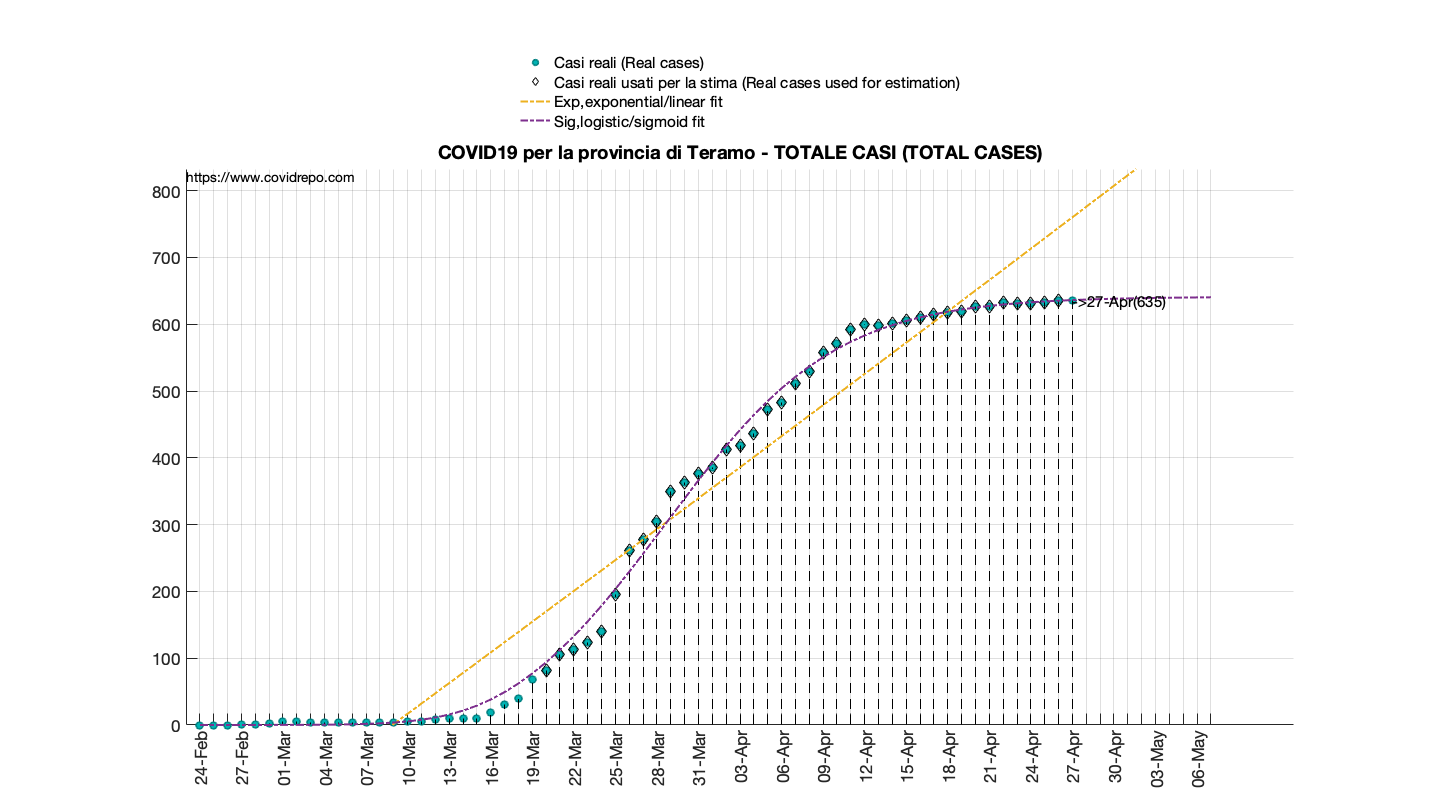 Casi reali (Real cases)
Casi reali usati per la stima (Real cases used for estimation)
Exp,exponential/linear fit
Sig,logistic/sigmoid fit
COVID19 per la provincia di Teramo - TOTALE CASI (TOTAL CASES)
https://www.covidrepo.com
800
700
600
500
400
300
200
100
0
->27-Apr(635)
24-Feb
27-Feb
01-Mar
04-Mar
07-Mar
10-Mar
13-Mar
16-Mar
19-Mar
22-Mar
25-Mar
28-Mar
31-Mar
03-Apr
06-Apr
09-Apr
12-Apr
15-Apr
18-Apr
21-Apr
24-Apr
27-Apr
30-Apr
03-May
06-May